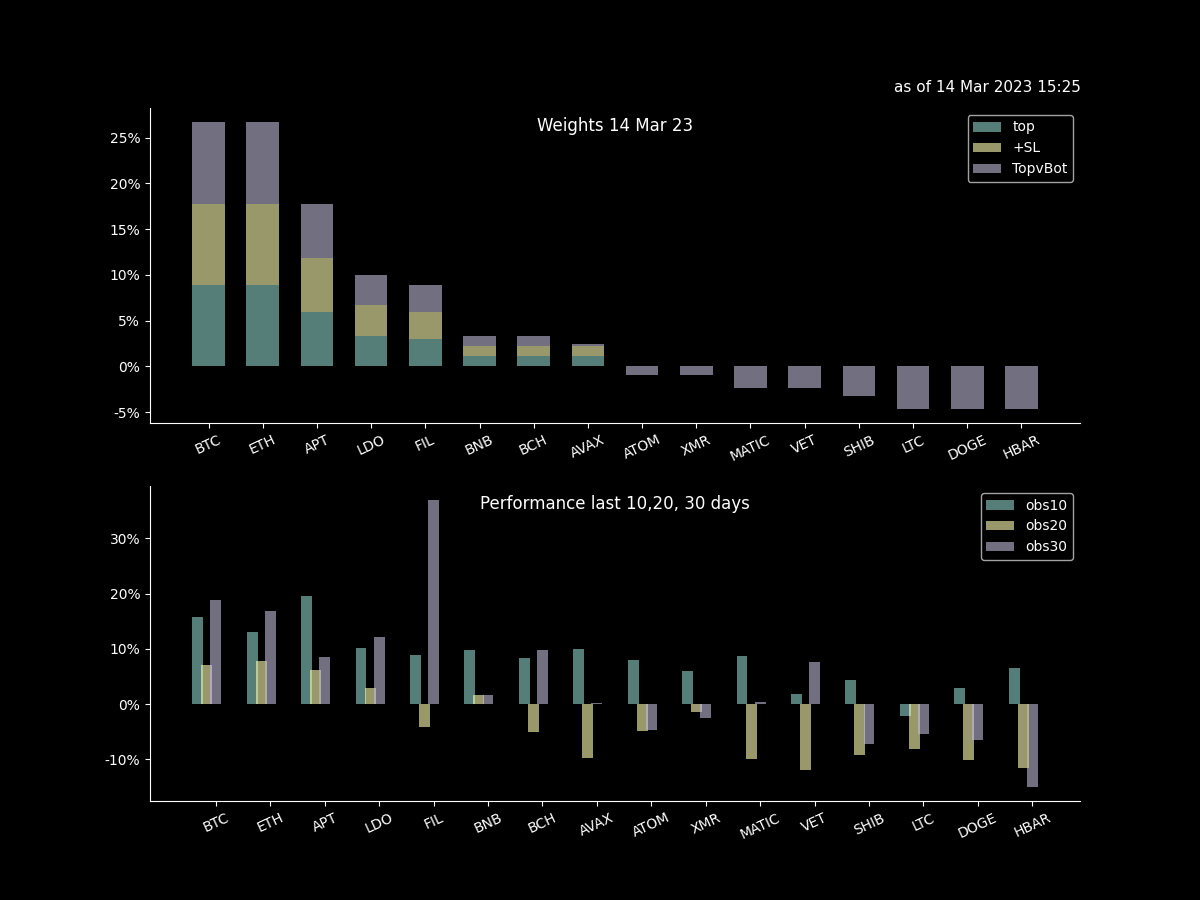 as of 14 Mar 2023 15:25
Weights 14 Mar 23
top
+SL
TopvBot
25%
20%
15%
10%
5%
0%
-5%
BTC ETH APT LDO FIL BNB BCH AVAX ATOM XMR MATIC VET SHIB LTC DOGE HBAR
Performance last 10,20, 30 days
obs10
obs20
obs30
30%
20%
10%
0%
-10%
BTC ETH APT LDO FIL BNB BCH AVAX ATOM XMR MATIC VET SHIB LTC DOGE HBAR